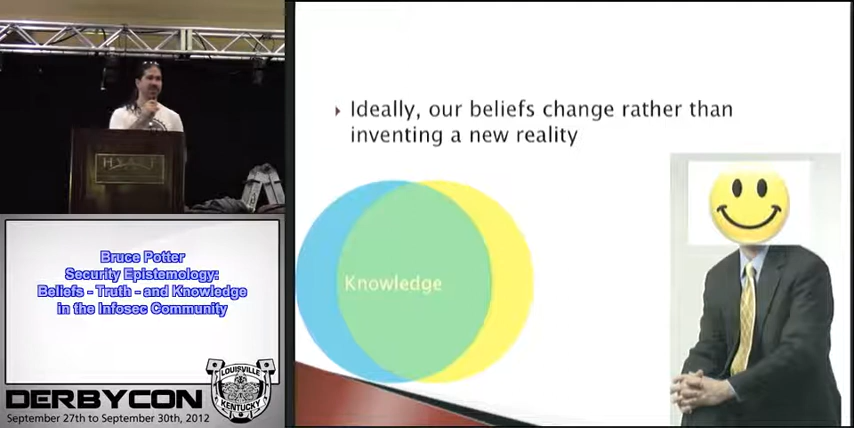 HYATT
Ideally, our beliefs change rather than
inventing a new reality
Knowledge
Bruce Potter
Security Epistemology:
Beliefs - Truth - and Knowledge
in the Infosec Community
LOUISVILLE
KENTUCKY
DERBYCON
September 27th to September 30th, 2012